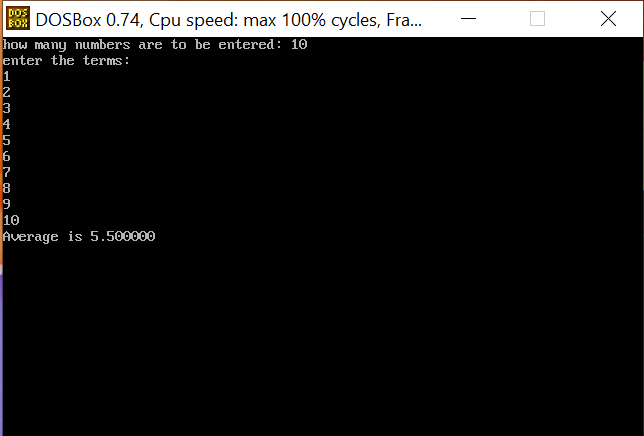 DOS
BOX
DOSBox 0.74, Cpu speed: max 100% cycles, Fra...
how many numbers are to be entered: 10
enter the terms:
1
2
3
4
5
6
7
8
9
10
Average is 5.500000